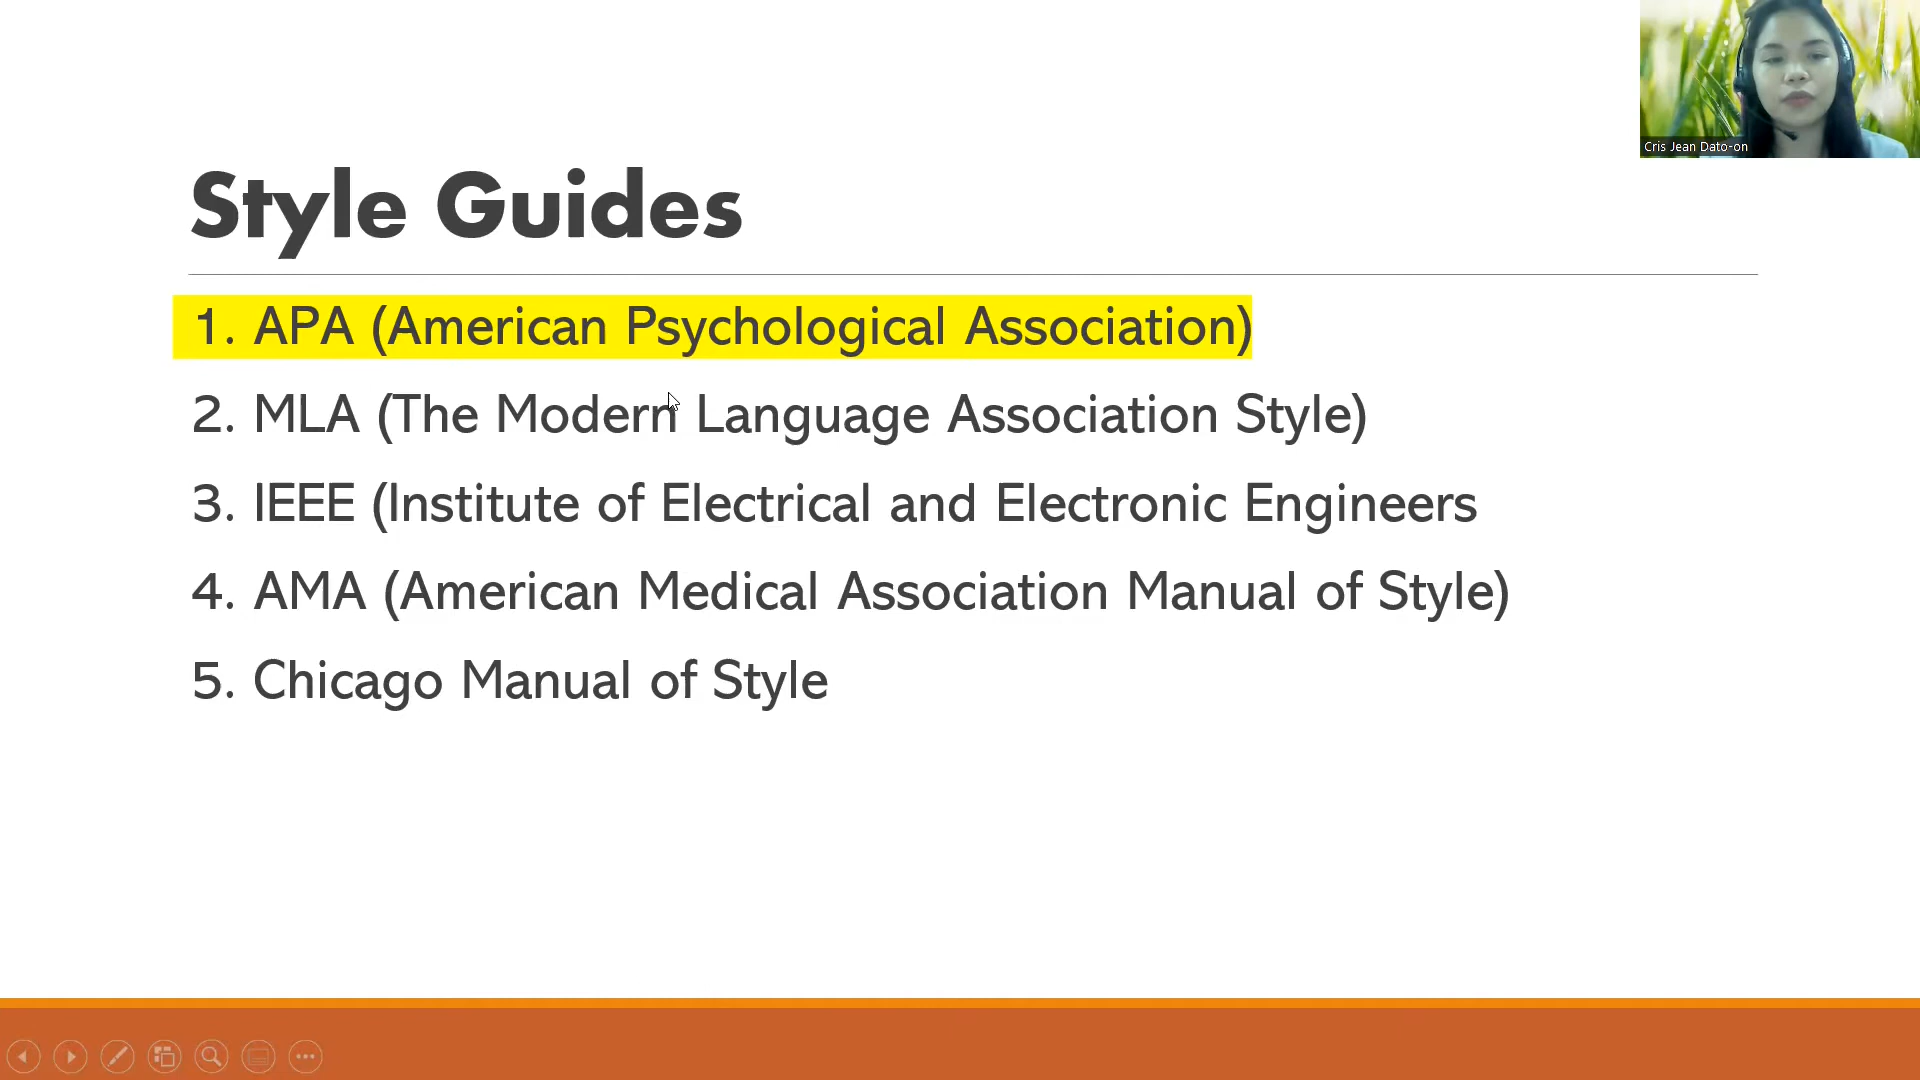 Cris Jean Dato-on
Style Guides
1. APA (American Psychological Association)
2. MLA (The Modern Language Association Style)
3. IEEE (Institute of Electrical and Electronic Engineers
4. AMA (American Medical Association Manual of Style)
5. Chicago Manual of Style